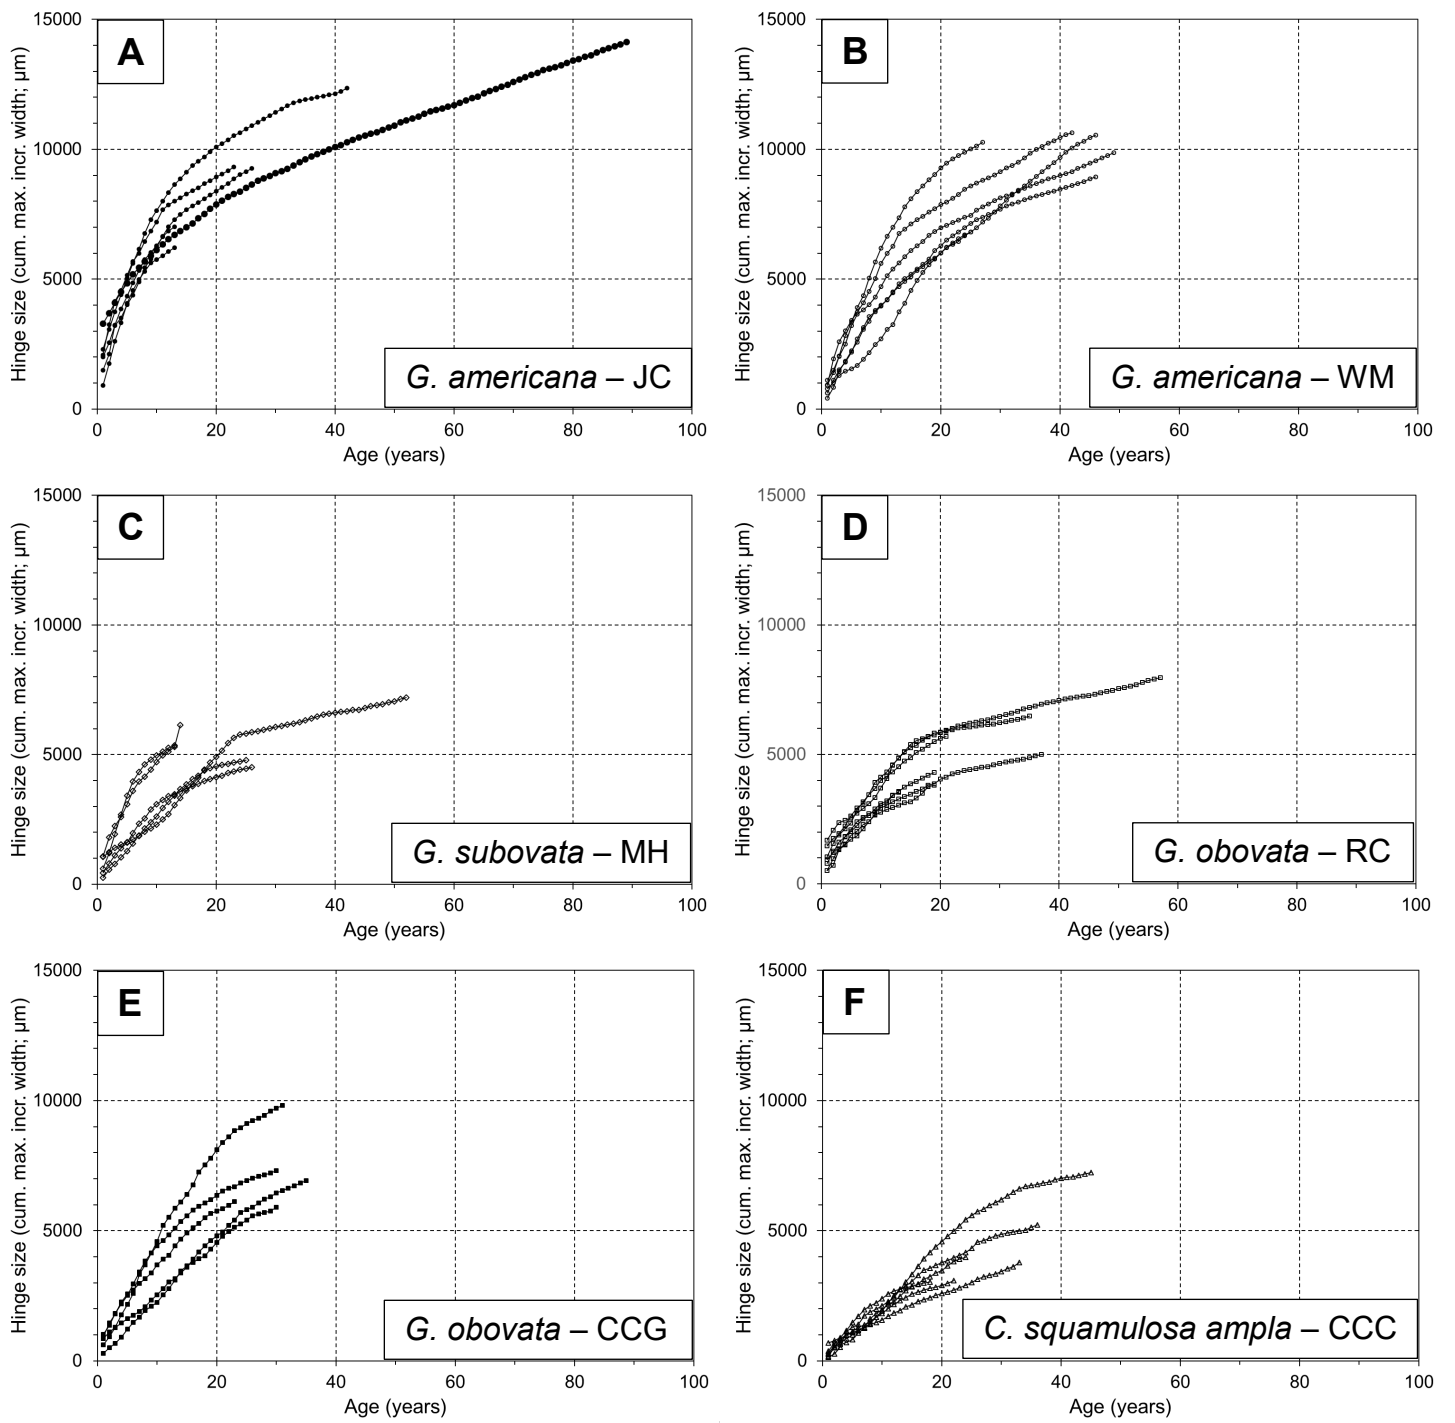 A
Hinge size (cum. max. incr. width; µm)
15000
10000
5000
0
G. americana – JC
0 20 40 60 80 100
Age (years)
B
Hinge size (cum. max. incr. width; µm)
15000
10000
5000
0
G. americana – WM
0 20 40 60 80 100
Age (years)
C
Hinge size (cum. max. incr. width; µm)
15000
10000
5000
0
G. subovata – MH
0 20 40 60 80 100
Age (years)
D
Hinge size (cum. max. incr. width; µm)
15000
10000
5000
0
G. obovata – RC
0 20 40 60 80 100
Age (years)
E
Hinge size (cum. max. incr. width; µm)
15000
10000
5000
0
G. obovata – CCG
0 20 40 60 80 100
Age (years)
F
Hinge size (cum. max. incr. width; µm)
15000
10000
5000
0
C. squamulosa ampla – CCC
0 20 40 60 80 100
Age (years)